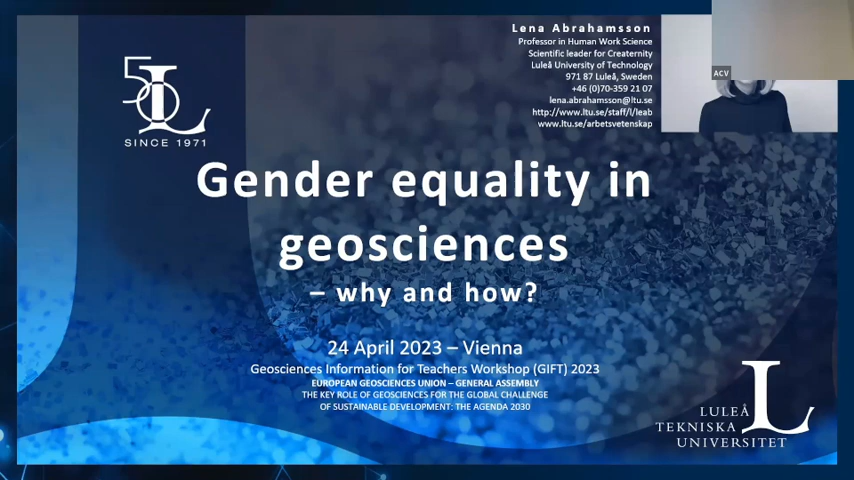 Lena Abrahamsson
Professor in Human Work Science
Scientific leader for Creaternity
Luleå University of Technology
971 87 Luleå, Sweden
+46 (0)70-359 21 07
lena.abrahamsson@ltu.se
http://www.ltu.se/staff/l/leab
www.ltu.se/arbetsvetenskap
ACV
50
L
SINCE 1971
Gender equality in
geosciences
– why and how?
24 April 2023 – Vienna
Geosciences Information for Teachers Workshop (GIFT) 2023
EUROPEAN GEOSCIENCES UNION – GENERAL ASSEMBLY
THE KEY ROLE OF GEOSCIENCES FOR THE GLOBAL CHALLENGE
OF SUSTAINABLE DEVELOPMENT: THE AGENDA 2030
L
LULEÅ
TEKNISKA
UNIVERSITET